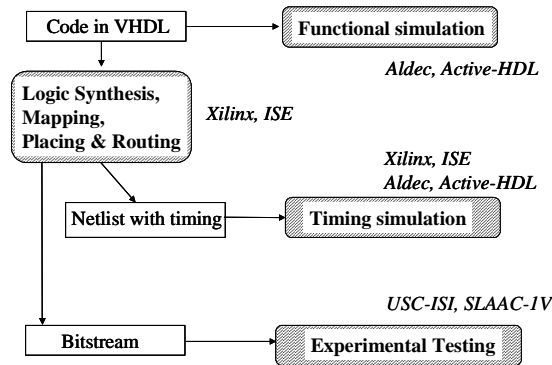 Code in VHDL
Functional simulation
Aldec, Active-HDL
Logic Synthesis,
Mapping,
Placing & Routing
Xilinx, ISE
Xilinx, ISE
Aldec, Active-HDL
Netlist with timing
Timing simulation
USC-ISI, SLAAC-1V
Bitstream
Experimental Testing